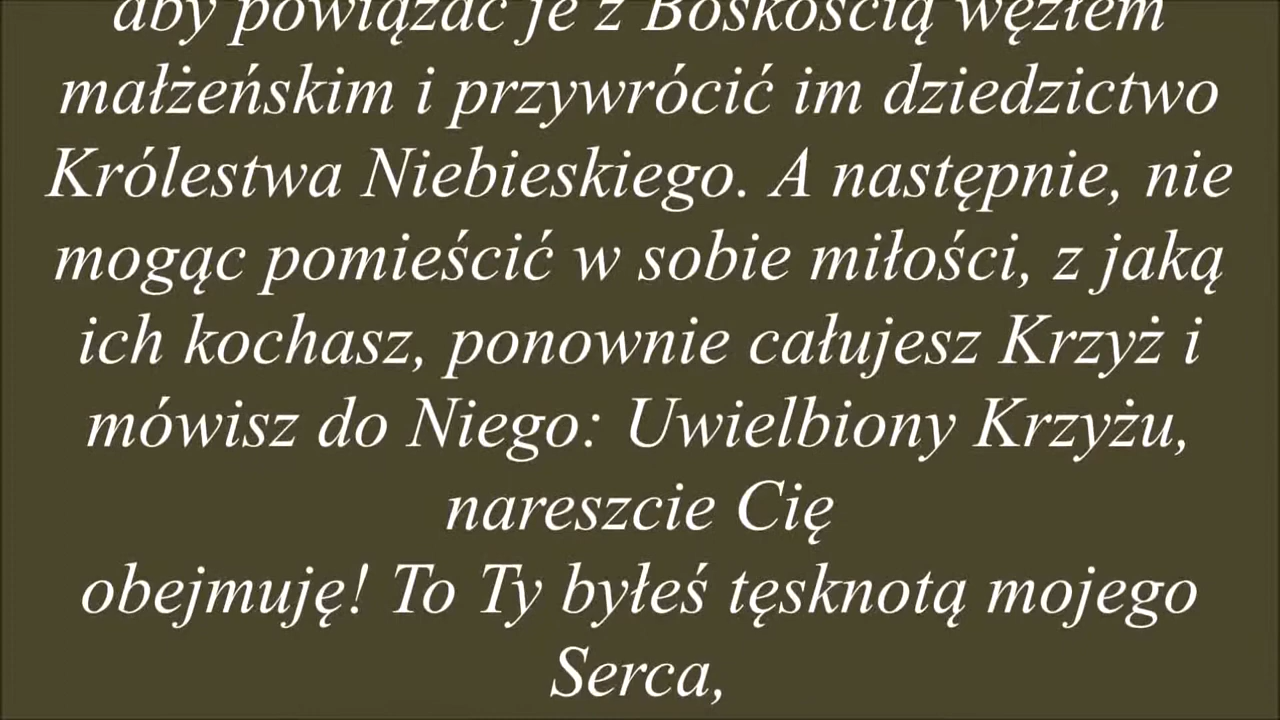 aby powiązać je z Boskością węzłem
małżeńskim i przywrócić im dziedzictwo
Królestwa Niebieskiego. A następnie, nie
mogąc pomieścić w sobie miłości, z jaką
ich kochasz, ponownie całujesz Krzyż i
mówisz do Niego: Uwielbiony Krzyżu,
nareszcie Cię
obejmuję! To Ty byłeś tęsknotą mojego
Serca,